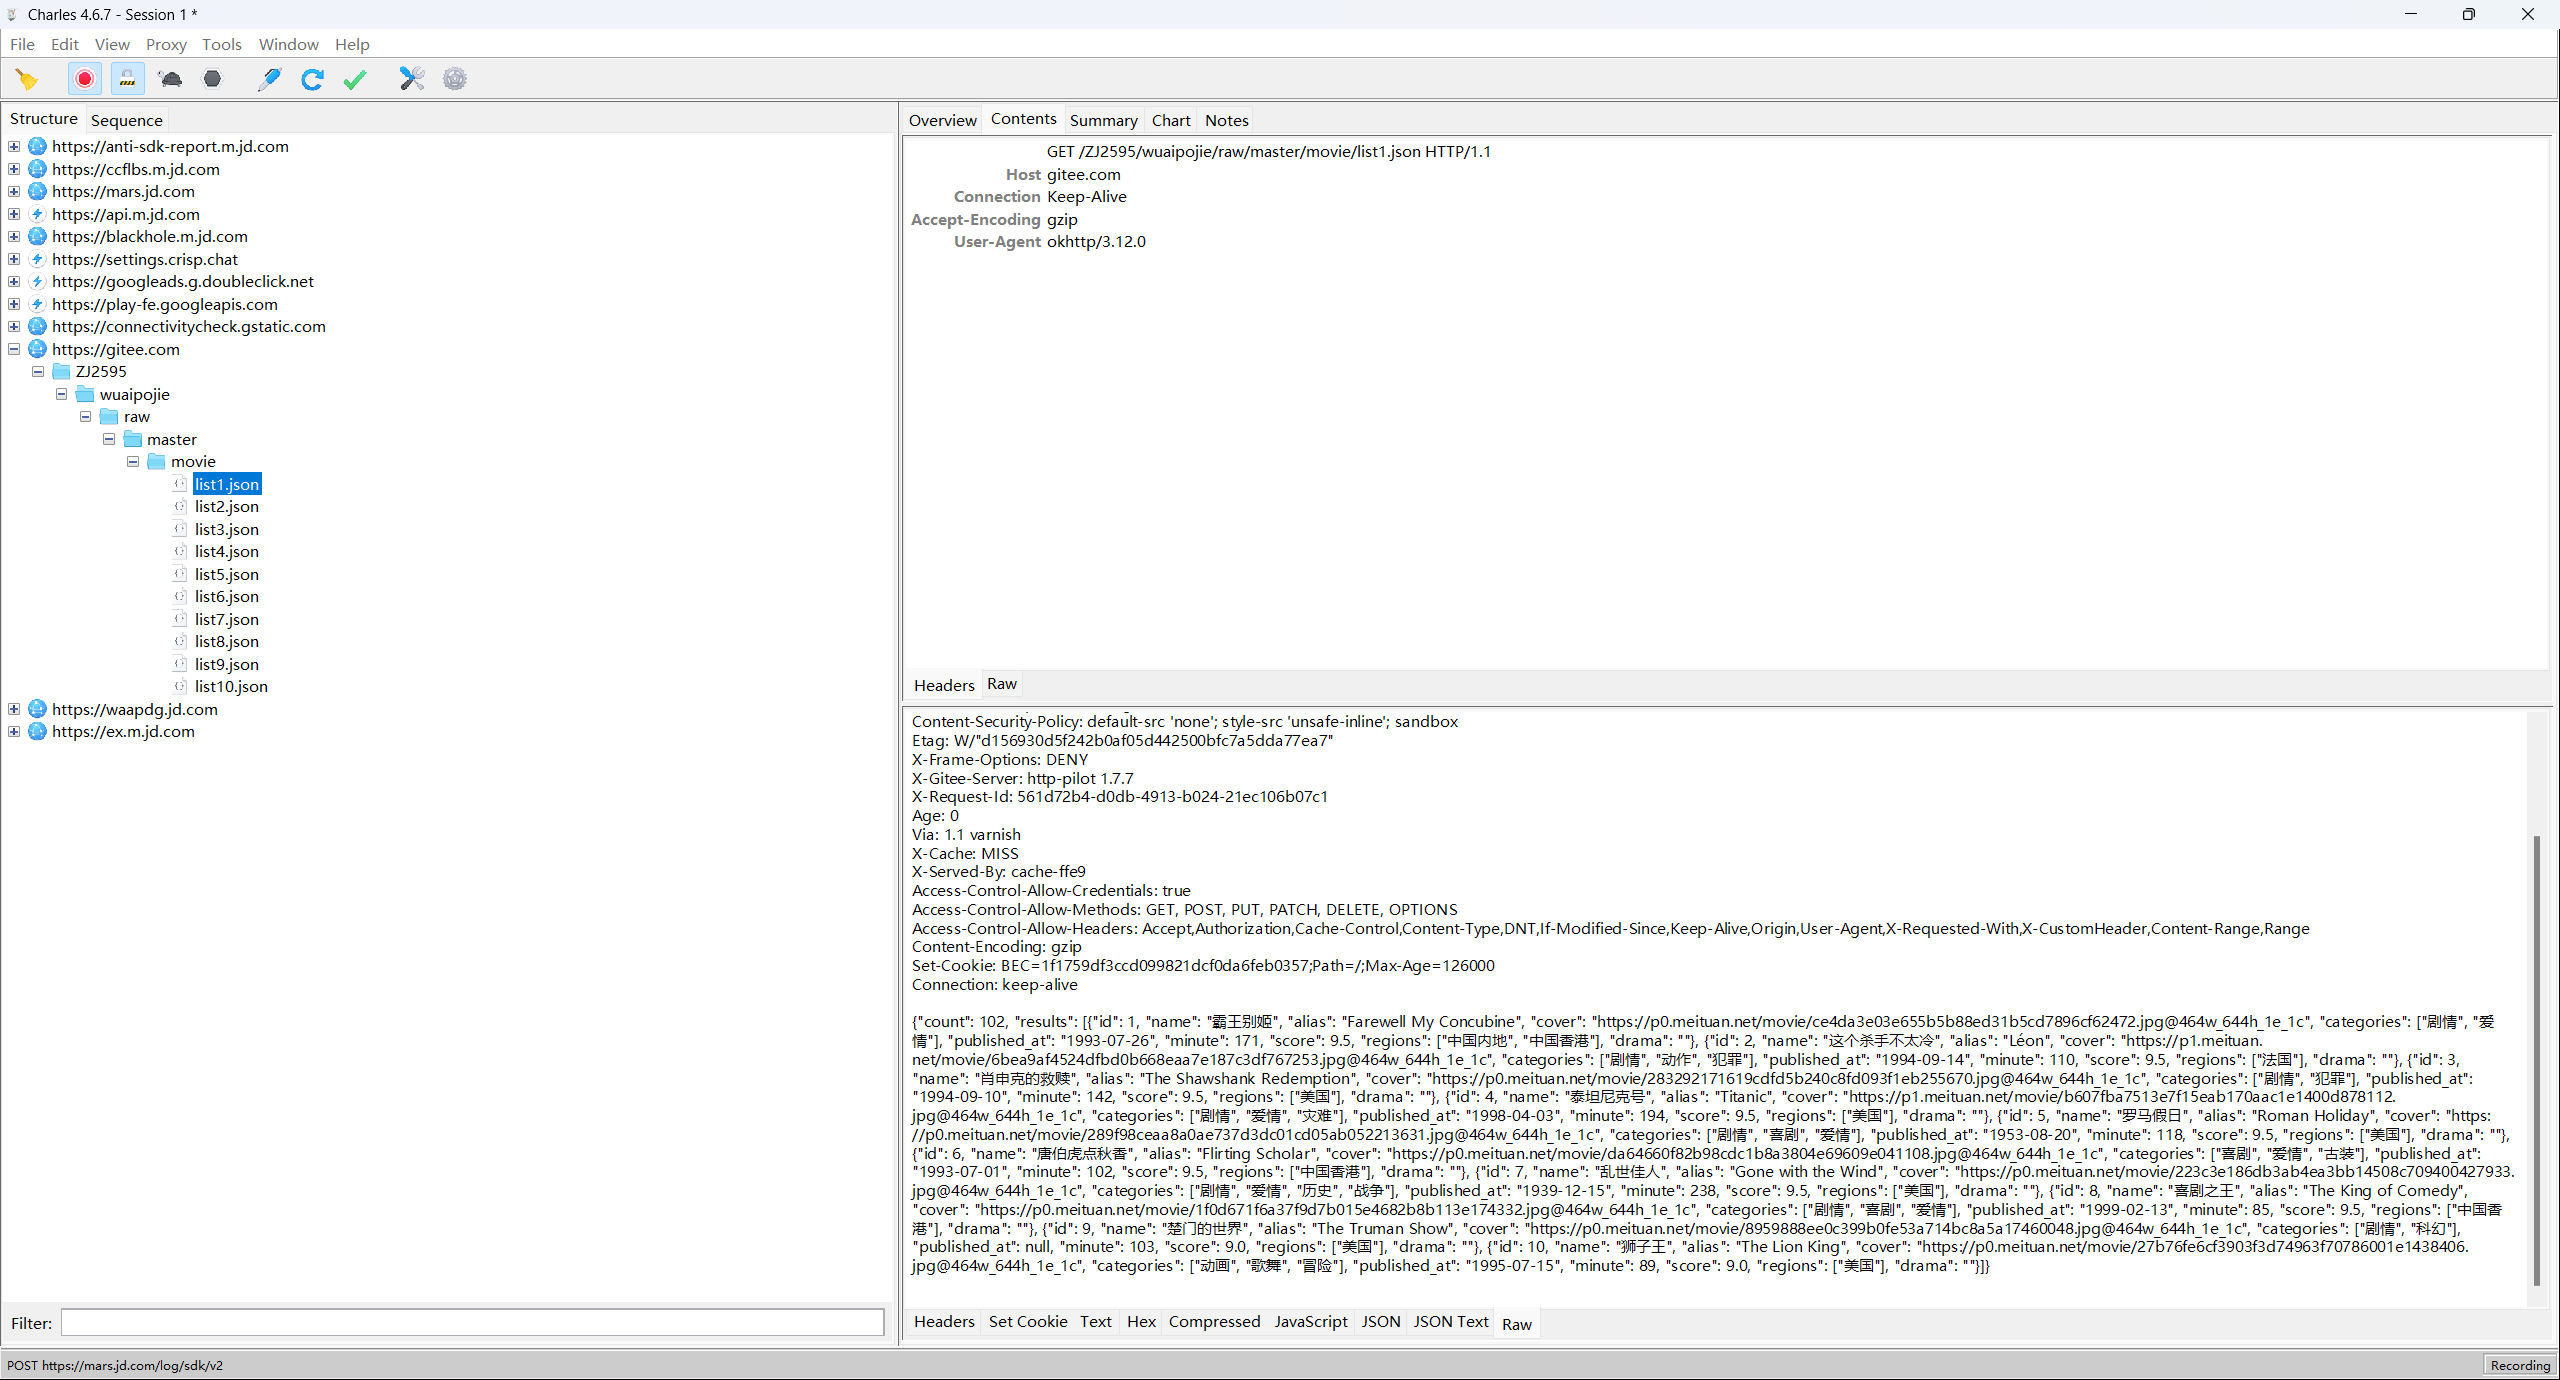 Charles 4.6.7 - Session 1 *
File Edit View Proxy Tools Window Help
Structure Sequence
https://anti-sdk-report.m.jd.com
https://ccflbs.m.jd.com
https://mars.jd.com
https://api.m.jd.com
https://blackhole.m.jd.com
https://settings.crisp.chat
https://googleads.g.doubleclick.net
https://play-fe.googleapis.com
https://connectivitycheck.gstatic.com
https://gitee.com
ZJ2595
wuaipojie
raw
master
movie
list1.json
list2.json
list3.json
list4.json
list5.json
list6.json
list7.json
list8.json
list9.json
list10.json
https://waapdg.jd.com
https://ex.m.jd.com
Filter:
Overview Contents Summary Chart Notes
GET /ZJ2595/wuaipojie/raw/master/movie/list1.json HTTP/1.1
Host gitee.com
Connection Keep-Alive
Accept-Encoding gzip
User-Agent okhttp/3.12.0
Headers Raw
Content-Security-Policy: default-src 'none'; style-src 'unsafe-inline'; sandbox
Etag: W/"d156930d5f242b0af05d442500bfc7a5dda77ea7"
X-Frame-Options: DENY
X-Gitee-Server: http-pilot 1.7.7
X-Request-Id: 561d72b4-d0db-4913-b024-21ec106b07c1
Age: 0
Via: 1.1 varnish
X-Cache: MISS
X-Served-By: cache-ffe9
Access-Control-Allow-Credentials: true
Access-Control-Allow-Methods: GET, POST, PUT, PATCH, DELETE, OPTIONS
Access-Control-Allow-Headers: Accept,Authorization,Cache-Control,Content-Type,DNT,If-Modified-Since,Keep-Alive,Origin,User-Agent,X-Requested-With,X-CustomHeader,Content-Range,Range
Content-Encoding: gzip
Set-Cookie: BEC=1f1759df3ccd099821dcf0da6feb0357;Path=/;Max-Age=126000
Connection: keep-alive
{"count": 102, "results": [{"id": 1, "name": "霸王别姬", "alias": "Farewell My Concubine", "cover": "https://p0.meituan.net/movie/ce4da3e03e655b5b88ed31b5cd7896cf62472.jpg@464w_644h_1e_1c", "categories": ["剧情", "爱
情"], "published_at": "1993-07-26", "minute": 171, "score": 9.5, "regions": ["中国内地", "中国香港"], "drama": ""}, {"id": 2, "name": "这个杀手不太冷", "alias": "Léon", "cover": "https://p1.meituan.
net/movie/6bea9af4524dfbd0b668eaa7e187c3df767253.jpg@464w_644h_1e_1c", "categories": ["剧情", "动作", "犯罪"], "published_at": "1994-09-14", "minute": 110, "score": 9.5, "regions": ["法国"], "drama": ""}, {"id": 3,
"name": "肖申克的救赎", "alias": "The Shawshank Redemption", "cover": "https://p0.meituan.net/movie/283292171619cdfd5b240c8fd093f1eb255670.jpg@464w_644h_1e_1c", "categories": ["剧情", "犯罪"], "published_at":
"1994-09-10", "minute": 142, "score": 9.5, "regions": ["美国"], "drama": ""}, {"id": 4, "name": "泰坦尼克号", "alias": "Titanic", "cover": "https://p1.meituan.net/movie/b607fba7513e7f15eab170aac1e1400d878112.
jpg@464w_644h_1e_1c", "categories": ["剧情", "爱情", "灾难"], "published_at": "1998-04-03", "minute": 194, "score": 9.5, "regions": ["美国"], "drama": ""}, {"id": 5, "name": "罗马假日", "alias": "Roman Holiday", "cover": "https:
//p0.meituan.net/movie/289f98ceaa8a0ae737d3dc01cd05ab052213631.jpg@464w_644h_1e_1c", "categories": ["剧情", "喜剧", "爱情"], "published_at": "1953-08-20", "minute": 118, "score": 9.5, "regions": ["美国"], "drama": ""},
{"id": 6, "name": "唐伯虎点秋香", "alias": "Flirting Scholar", "cover": "https://p0.meituan.net/movie/da64660f82b98cdc1b8a3804e69609e041108.jpg@464w_644h_1e_1c", "categories": ["喜剧", "爱情", "古装"], "published_at":
"1993-07-01", "minute": 102, "score": 9.5, "regions": ["中国香港"], "drama": ""}, {"id": 7, "name": "乱世佳人", "alias": "Gone with the Wind", "cover": "https://p0.meituan.net/movie/223c3e186db3ab4ea3bb14508c709400427933.
jpg@464w_644h_1e_1c", "categories": ["剧情", "爱情", "历史", "战争"], "published_at": "1939-12-15", "minute": 238, "score": 9.5, "regions": ["美国"], "drama": ""}, {"id": 8, "name": "喜剧之王", "alias": "The King of Comedy",
"cover": "https://p0.meituan.net/movie/1f0d671f6a37f9d7b015e4682b8b113e174332.jpg@464w_644h_1e_1c", "categories": ["剧情", "喜剧", "爱情"], "published_at": "1999-02-13", "minute": 85, "score": 9.5, "regions": ["中国香
港"], "drama": ""}, {"id": 9, "name": "楚门的世界", "alias": "The Truman Show", "cover": "https://p0.meituan.net/movie/8959888ee0c399b0fe53a714bc8a5a17460048.jpg@464w_644h_1e_1c", "categories": ["剧情", "科幻"],
"published_at": null, "minute": 103, "score": 9.0, "regions": ["美国"], "drama": ""}, {"id": 10, "name": "狮子王", "alias": "The Lion King", "cover": "https://p0.meituan.net/movie/27b76fe6cf3903f3d74963f70786001e1438406.
jpg@464w_644h_1e_1c", "categories": ["动画", "歌舞", "冒险"], "published_at": "1995-07-15", "minute": 89, "score": 9.0, "regions": ["美国"], "drama": ""}]}
Headers Set Cookie Text Hex Compressed JavaScript JSON JSON Text Raw
POST https://mars.jd.com/log/sdk/v2
Recording